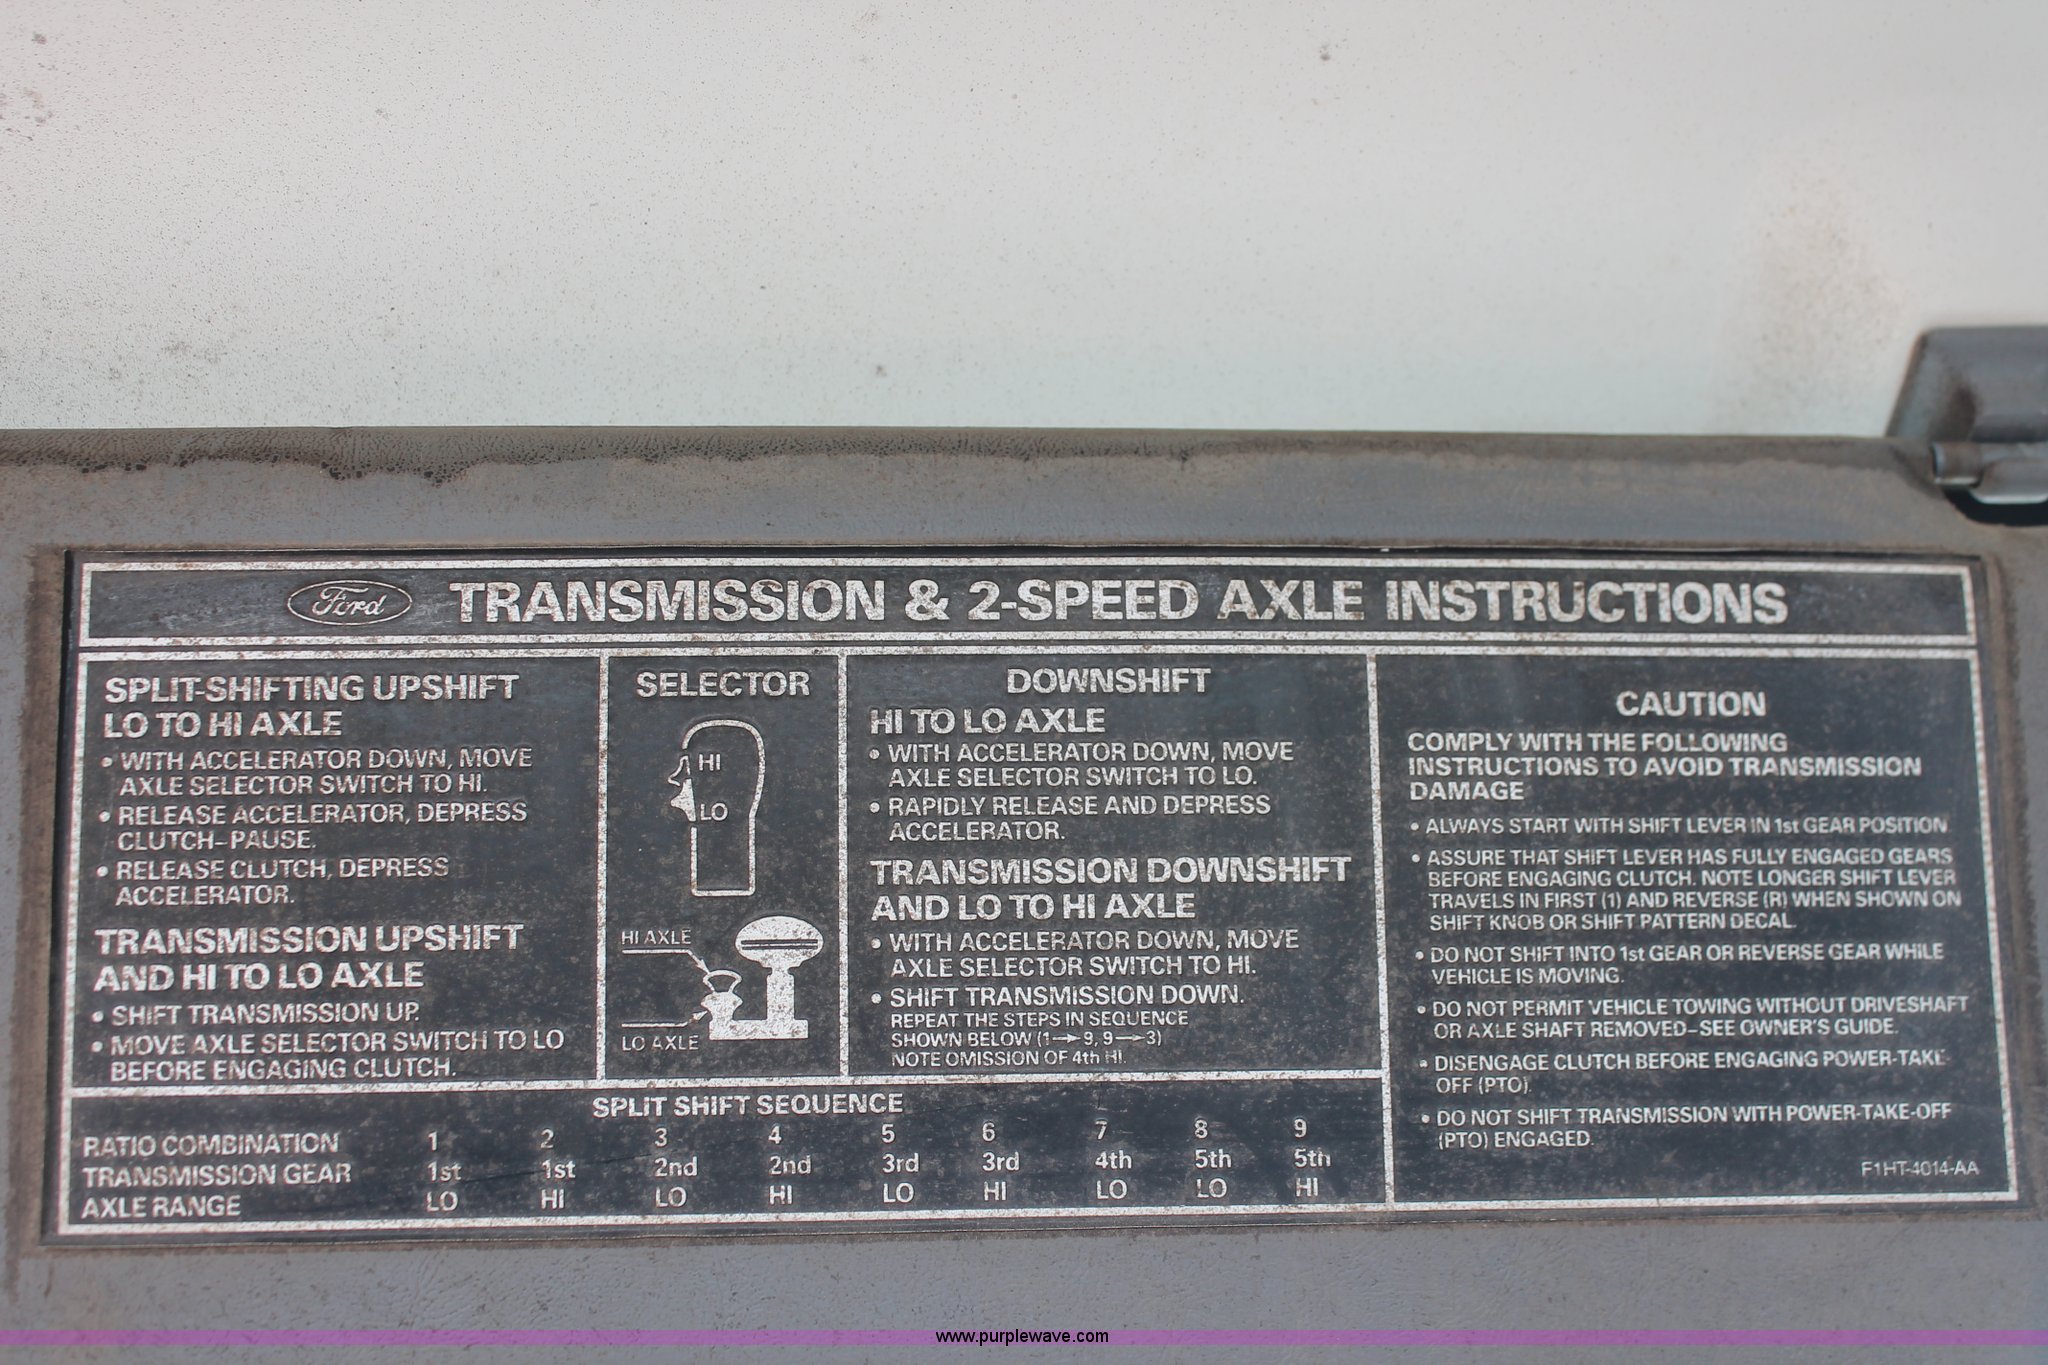 Ford TRANSMISSION & 2-SPEED AXLE INSTRUCTIONS
SPLIT-SHIFTING UPSHIFT
LO TO HI AXLE
• WITH ACCELERATOR DOWN, MOVE
AXLE SELECTOR SWITCH TO HI.
• RELEASE ACCELERATOR, DEPRESS
CLUTCH-PAUSE.
• RELEASE CLUTCH, DEPRESS
ACCELERATOR.
TRANSMISSION UPSHIFT
AND HI TO LO AXLE
• SHIFT TRANSMISSION UP.
• MOVE AXLE SELECTOR SWITCH TO LO
BEFORE ENGAGING CLUTCH.
SELECTOR
HI
LO
HI AXLE
LO AXLE
DOWNSHIFT
HI TO LO AXLE
• WITH ACCELERATOR DOWN, MOVE
AXLE SELECTOR SWITCH TO LO.
• RAPIDLY RELEASE AND DEPRESS
ACCELERATOR.
TRANSMISSION DOWNSHIFT
AND LO TO HI AXLE
• WITH ACCELERATOR DOWN, MOVE
AXLE SELECTOR SWITCH TO HI.
• SHIFT TRANSMISSION DOWN.
REPEAT THE STEPS IN SEQUENCE
SHOWN BELOW (1→9, 9→3)
NOTE OMISSION OF 4th HI.
CAUTION
COMPLY WITH THE FOLLOWING
INSTRUCTIONS TO AVOID TRANSMISSION
DAMAGE
• ALWAYS START WITH SHIFT LEVER IN 1st GEAR POSITION
• ASSURE THAT SHIFT LEVER HAS FULLY ENGAGED GEARS
BEFORE ENGAGING CLUTCH. NOTE LONGER SHIFT LEVER
TRAVELS IN FIRST (1) AND REVERSE (R) WHEN SHOWN ON
SHIFT KNOB OR SHIFT PATTERN DECAL.
• DO NOT SHIFT INTO 1st GEAR OR REVERSE GEAR WHILE
VEHICLE IS MOVING.
• DO NOT PERMIT VEHICLE TOWING WITHOUT DRIVESHAFT
OR AXLE SHAFT REMOVED-SEE OWNER'S GUIDE.
• DISENGAGE CLUTCH BEFORE ENGAGING POWER-TAKE-
OFF (PTO).
• DO NOT SHIFT TRANSMISSION WITH POWER-TAKE-OFF
(PTO) ENGAGED.
F1HT-4014-AA
SPLIT SHIFT SEQUENCE
RATIO COMBINATION 1 2 3 4 5 6 7 8 9
TRANSMISSION GEAR 1st 1st 2nd 2nd 3rd 3rd 4th 5th 5th
AXLE RANGE LO HI LO HI LO HI LO LO HI
www.purplewave.com